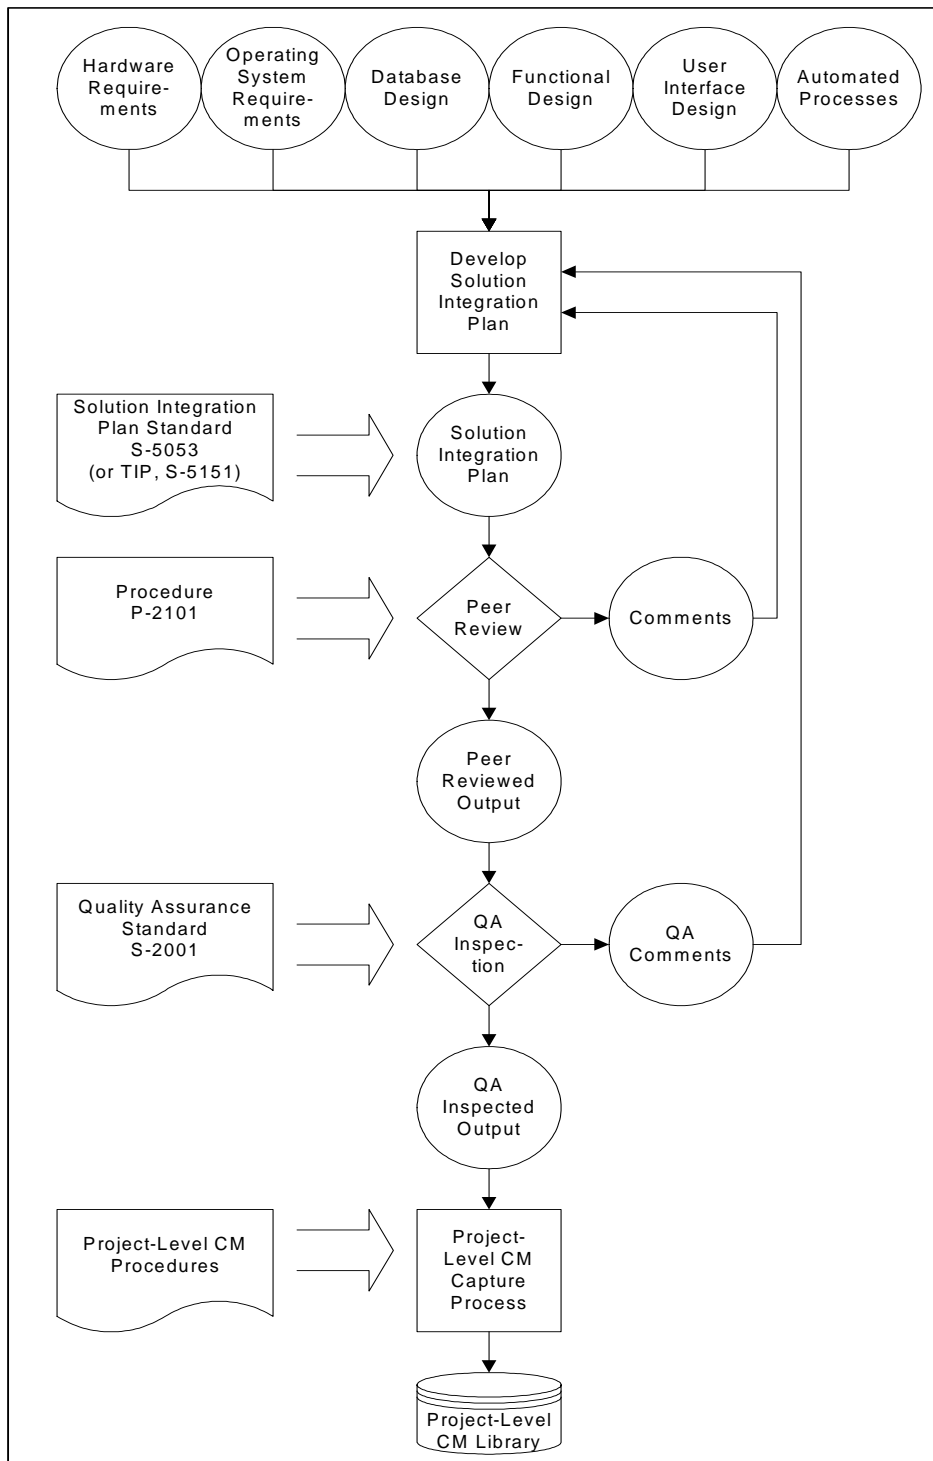 Hardware
Require-
ments
Operating
System
Require-
ments
Database
Design
Functional
Design
User
Interface
Design
Automated
Processes
Develop
Solution
Integration
Plan
Solution Integration
Plan Standard
S-5053
(or TIP, S-5151)
Solution
Integration
Plan
Procedure
P-2101
Peer
Review
Comments
Peer
Reviewed
Output
Quality Assurance
Standard
S-2001
QA
Inspec-
tion
QA
Comments
QA
Inspected
Output
Project-Level CM
Procedures
Project-
Level CM
Capture
Process
Project-Level
CM Library